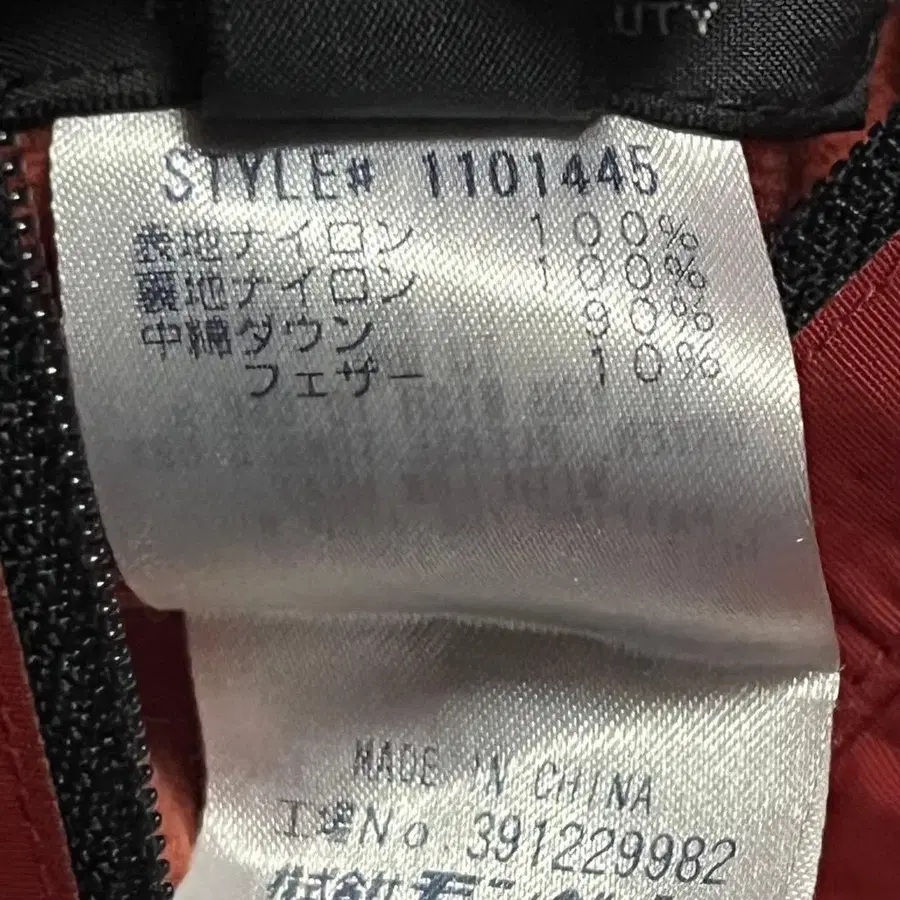 UTY
STYLE# 1101445
表地ナイロン 100%
裏地ナイロン 100%
中綿ダウン 90%
フェザー 10%
MADE IN CHINA
工場No. 391229982